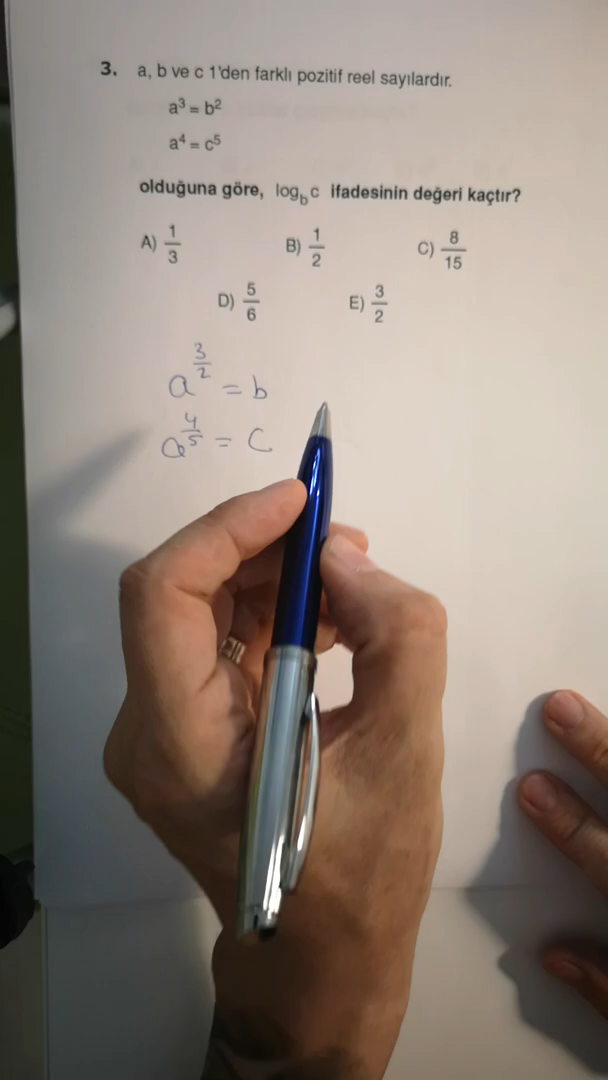 3. a, b ve c 1'den farklı pozitif reel sayılardır.
a³ = b²
a⁴ = c⁵
olduğuna göre, log_b c ifadesinin değeri kaçtır?
A) 1/3 B) 1/2 C) 8/15
D) 5/6 E) 3/2
a^(3/2) = b
a^(4/5) = c